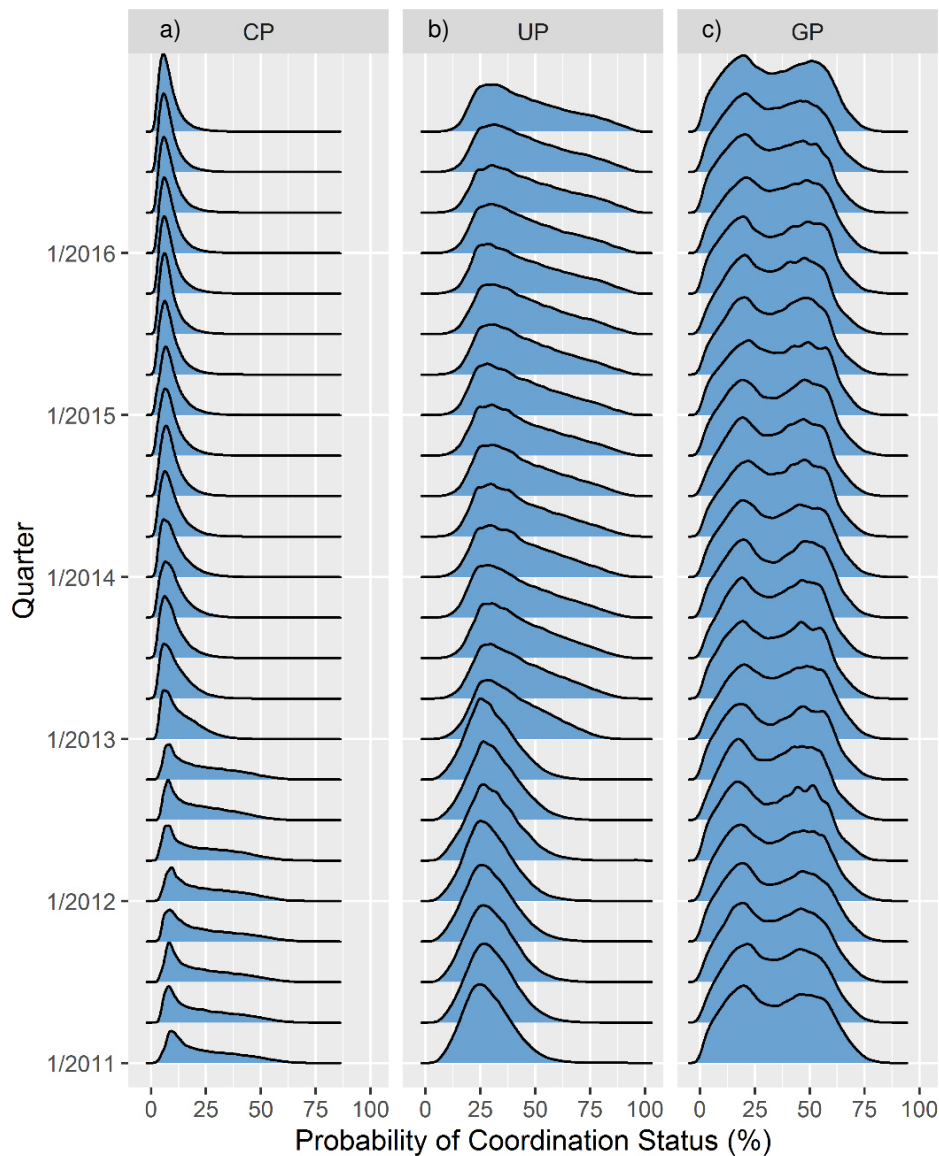 a) CP b) UP c) GP
1/2016
1/2015
1/2014
1/2013
1/2012
1/2011
Quarter
0 25 50 75 100 0 25 50 75 100 0 25 50 75 100
Probability of Coordination Status (%)